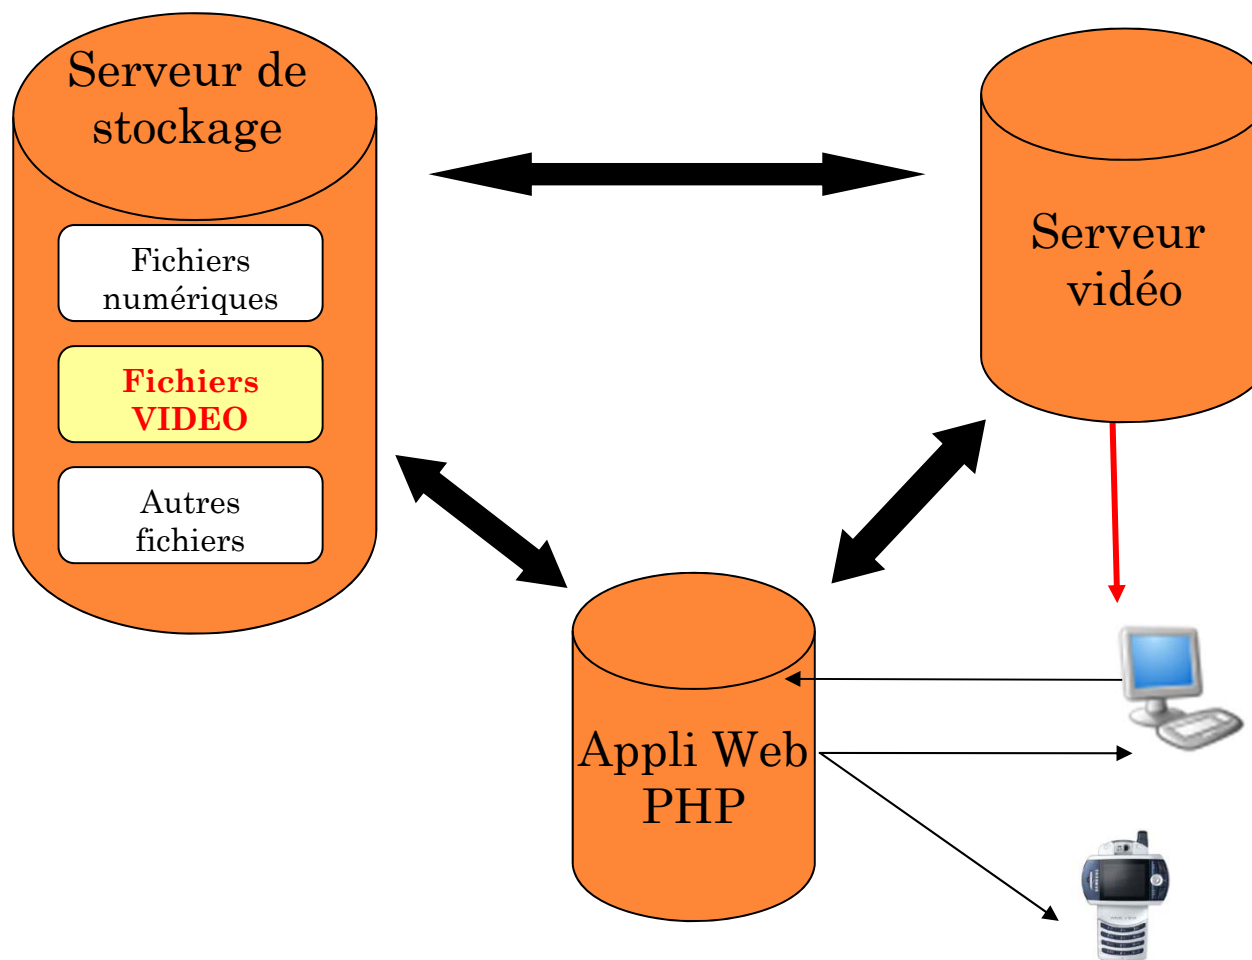 Serveur de
stockage
Fichiers
numériques
Fichiers
VIDEO
Autres
fichiers
Serveur
vidéo
Appli Web
PHP